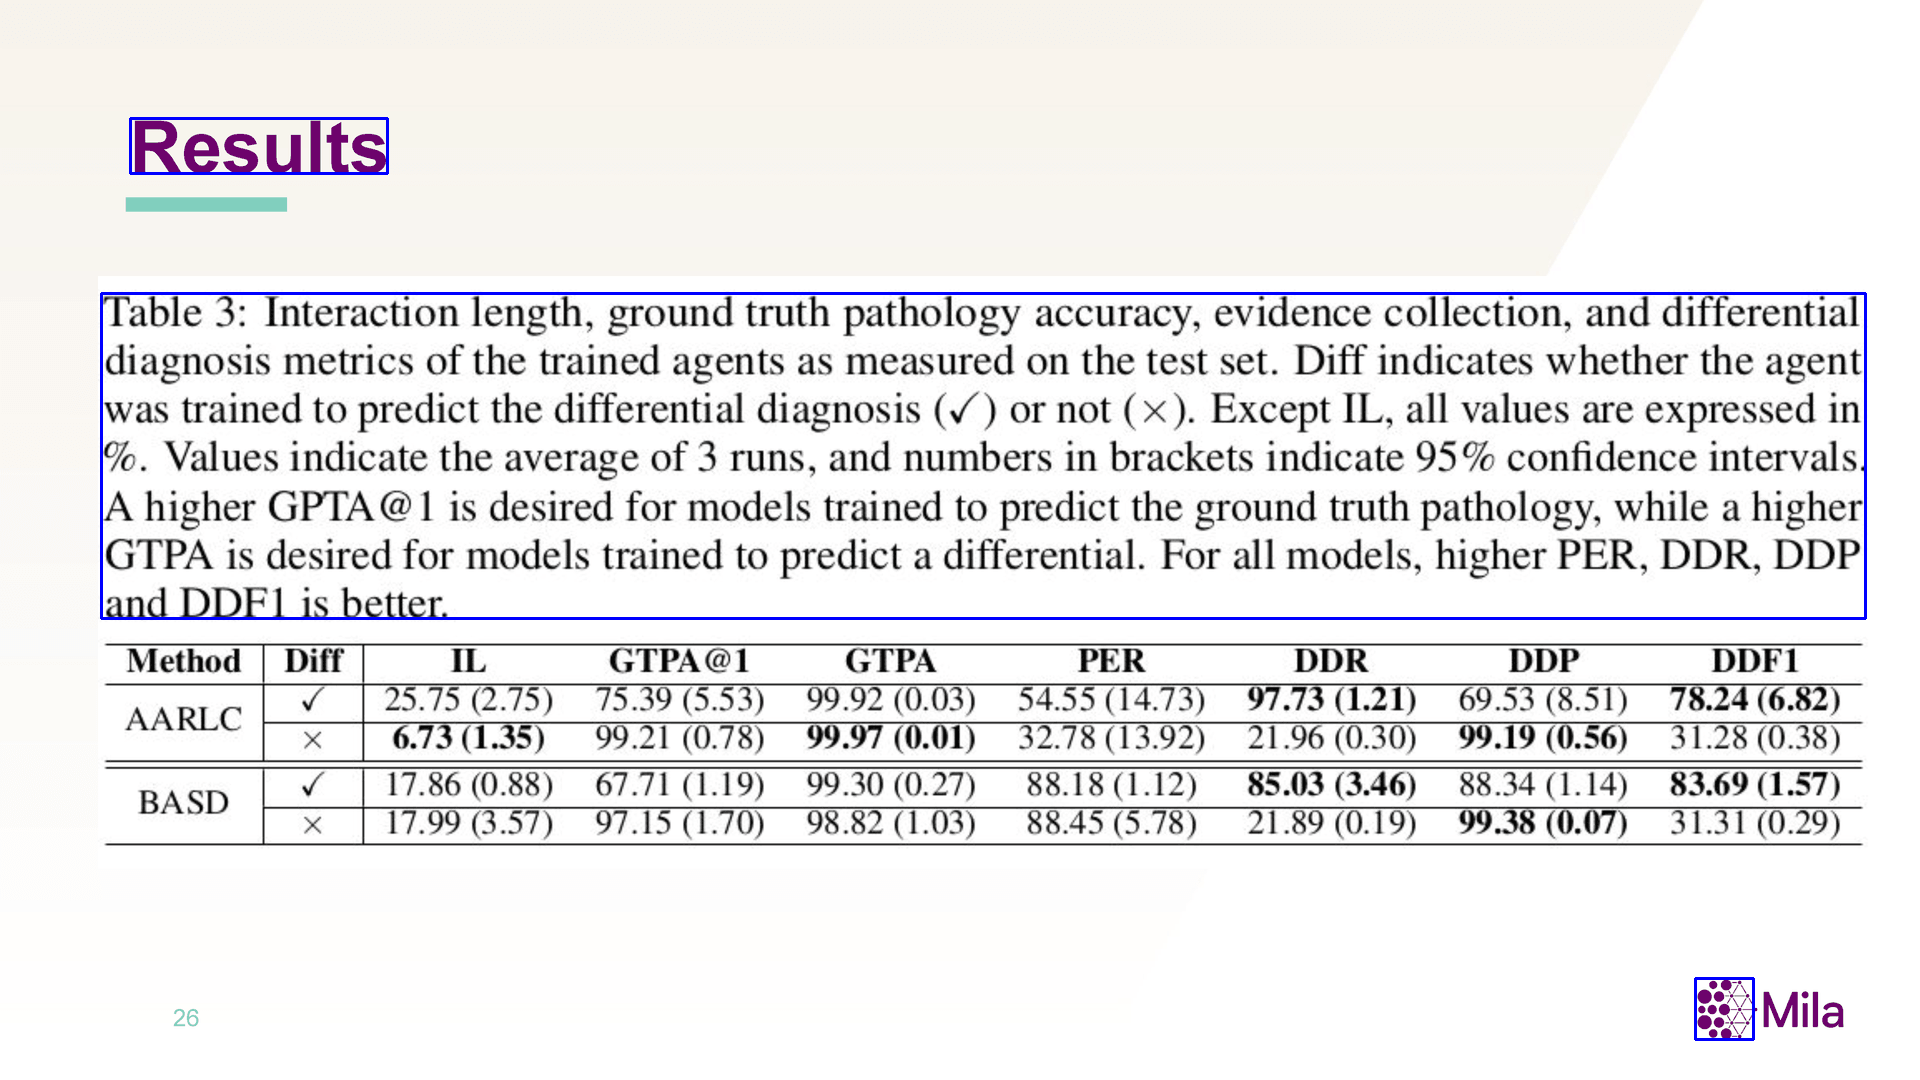 Results
Table 3: Interaction length, ground truth pathology accuracy, evidence collection, and differential
diagnosis metrics of the trained agents as measured on the test set. Diff indicates whether the agent
was trained to predict the differential diagnosis (✓) or not (×). Except IL, all values are expressed in
%. Values indicate the average of 3 runs, and numbers in brackets indicate 95% confidence intervals.
A higher GPTA@1 is desired for models trained to predict the ground truth pathology, while a higher
GTPA is desired for models trained to predict a differential. For all models, higher PER, DDR, DDP
and DDF1 is better.
Method Diff IL GTPA@1 GTPA PER DDR DDP DDF1
AARLC ✓ 25.75 (2.75) 75.39 (5.53) 99.92 (0.03) 54.55 (14.73) 97.73 (1.21) 69.53 (8.51) 78.24 (6.82)
× 6.73 (1.35) 99.21 (0.78) 99.97 (0.01) 32.78 (13.92) 21.96 (0.30) 99.19 (0.56) 31.28 (0.38)
BASD ✓ 17.86 (0.88) 67.71 (1.19) 99.30 (0.27) 88.18 (1.12) 85.03 (3.46) 88.34 (1.14) 83.69 (1.57)
× 17.99 (3.57) 97.15 (1.70) 98.82 (1.03) 88.45 (5.78) 21.89 (0.19) 99.38 (0.07) 31.31 (0.29)
26
Mila